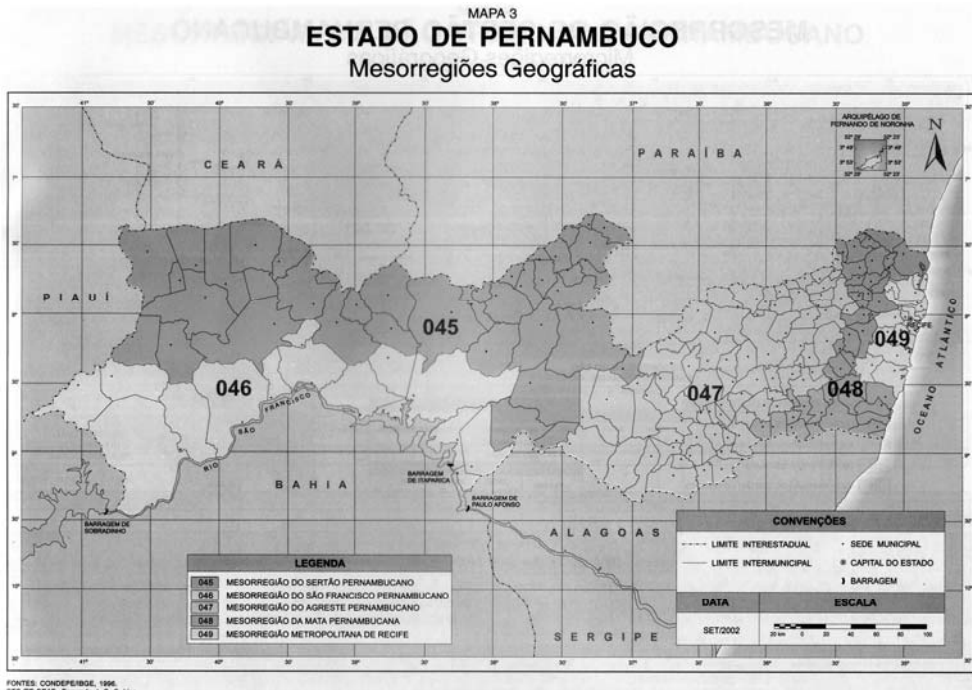 MAPA 3
ESTADO DE PERNAMBUCO
Mesorregiões Geográficas
ARQUIPÉLAGO DE
FERNANDO DE NORONHA
N
CEARÁ
PARAÍBA
PIAUÍ
045
046
047
048
049
RECIFE
OCEANO ATLÂNTICO
RIO SÃO FRANCISCO
BAHIA
BARRAGEM
DE ITAPARICA
BARRAGEM DE
PAULO AFONSO
BARRAGEM DE
SOBRADINHO
ALAGOAS
SERGIPE
LEGENDA
045 MESORREGIÃO DO SERTÃO PERNAMBUCANO
046 MESORREGIÃO DO SÃO FRANCISCO PERNAMBUCANO
047 MESORREGIÃO DO AGRESTE PERNAMBUCANO
048 MESORREGIÃO DA MATA PERNAMBUCANA
049 MESORREGIÃO METROPOLITANA DE RECIFE
CONVENÇÕES
LIMITE INTERESTADUAL
SEDE MUNICIPAL
LIMITE INTERMUNICIPAL
CAPITAL DO ESTADO
BARRAGEM
DATA
ESCALA
SET/2002
20 km 0 20 40 60 80 100
FONTES: CONDEPE/IBGE, 1996.